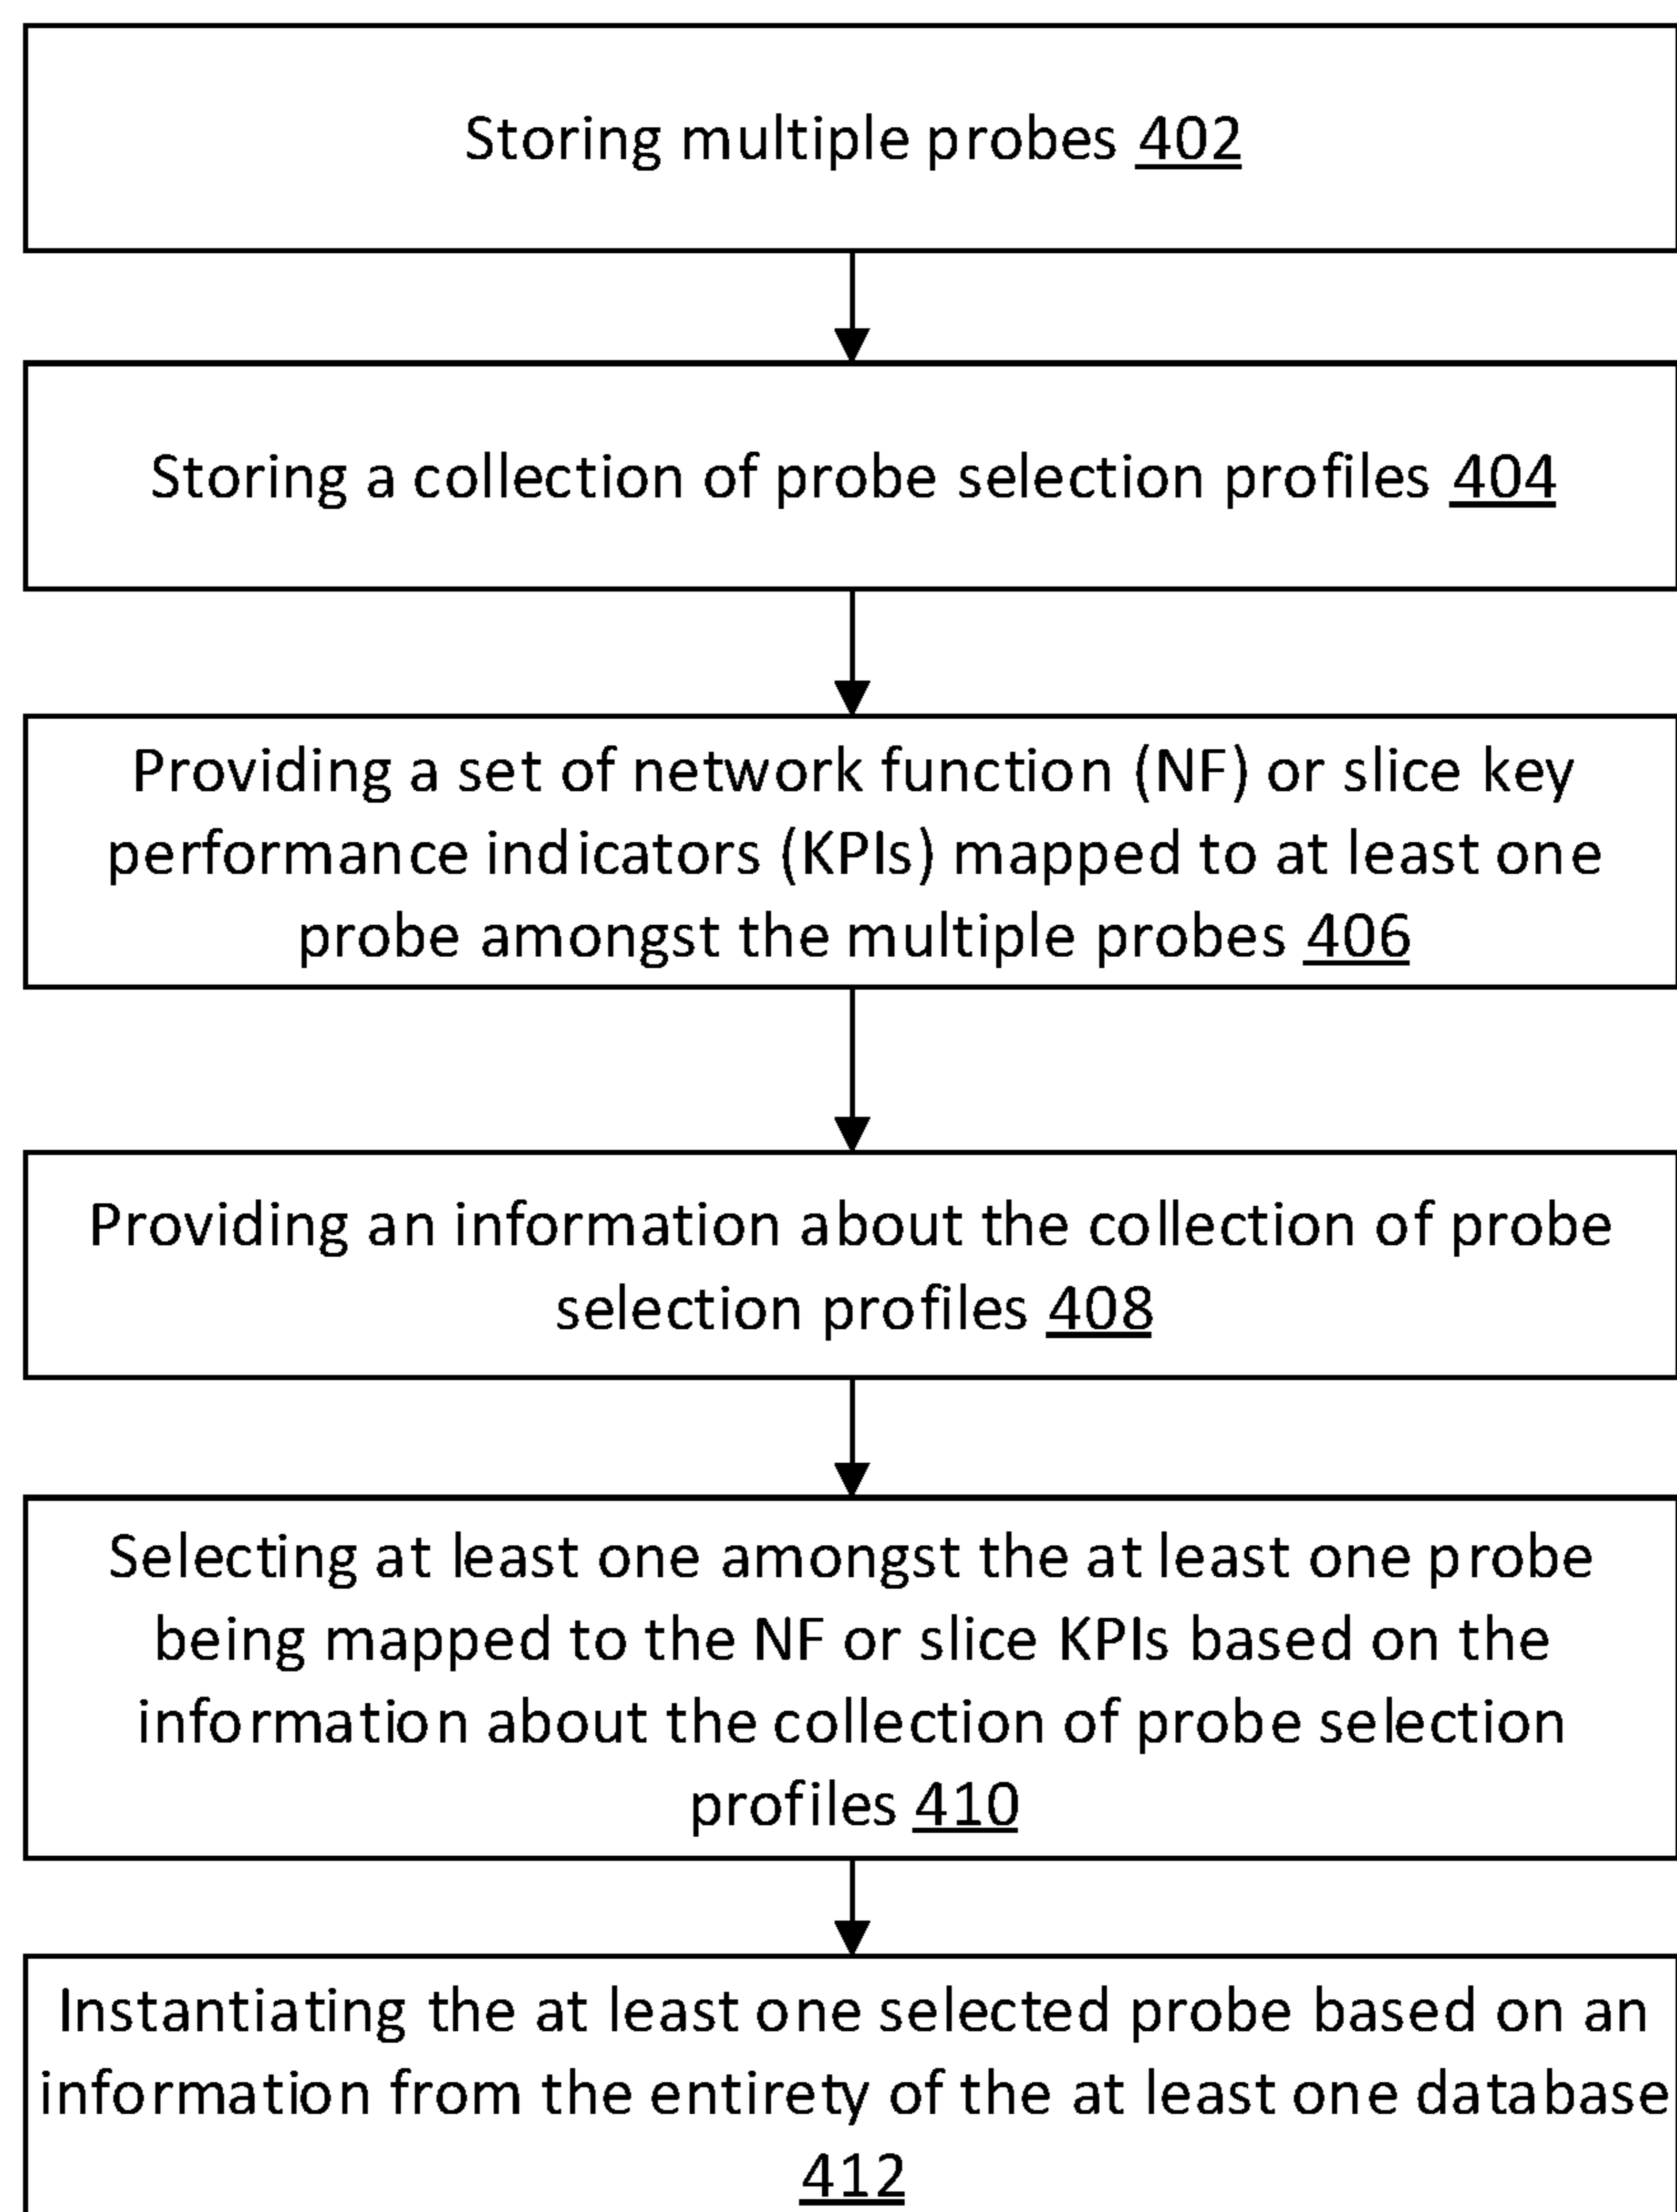 Storing multiple probes 402
Storing a collection of probe selection profiles 404
Providing a set of network function (NF) or slice key
performance indicators (KPIs) mapped to at least one
probe amongst the multiple probes 406
Providing an information about the collection of probe
selection profiles 408
Selecting at least one amongst the at least one probe
being mapped to the NF or slice KPIs based on the
information about the collection of probe selection
profiles 410
Instantiating the at least one selected probe based on an
information from the entirety of the at least one database
412